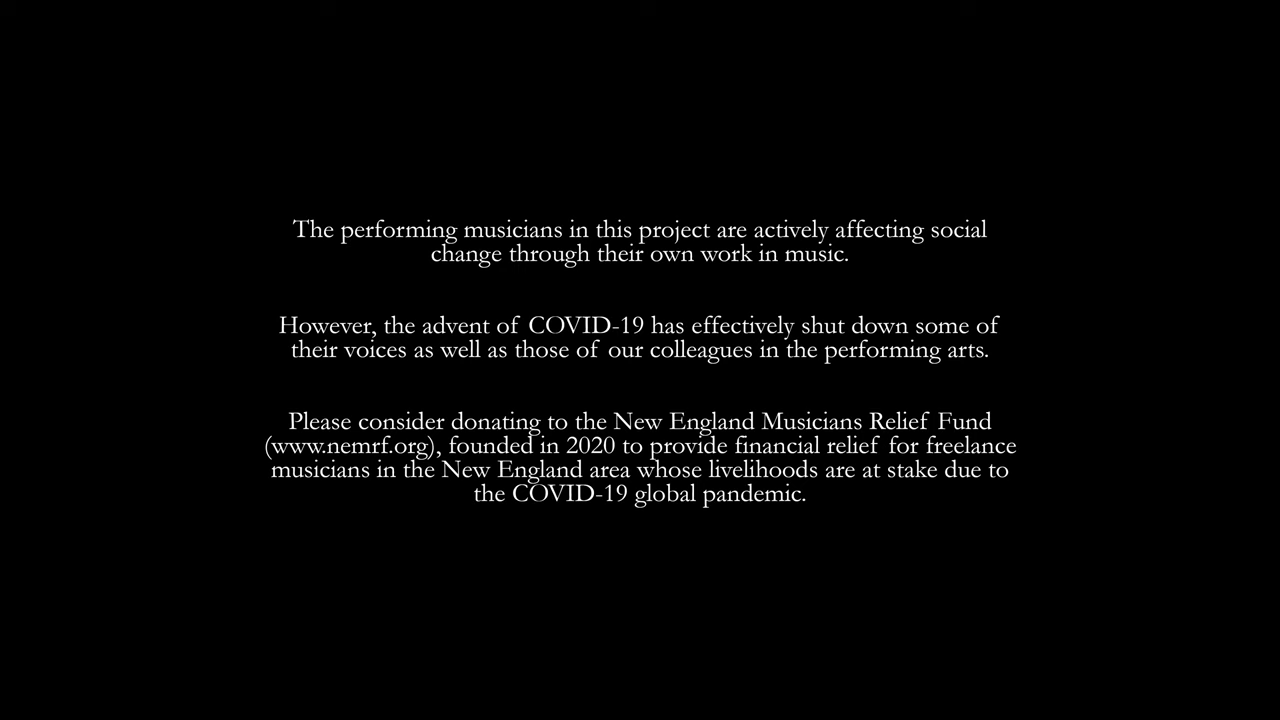 The performing musicians in this project are actively affecting social
change through their own work in music.
However, the advent of COVID-19 has effectively shut down some of
their voices as well as those of our colleagues in the performing arts.
Please consider donating to the New England Musicians Relief Fund
(www.nemrf.org), founded in 2020 to provide financial relief for freelance
musicians in the New England area whose livelihoods are at stake due to
the COVID-19 global pandemic.